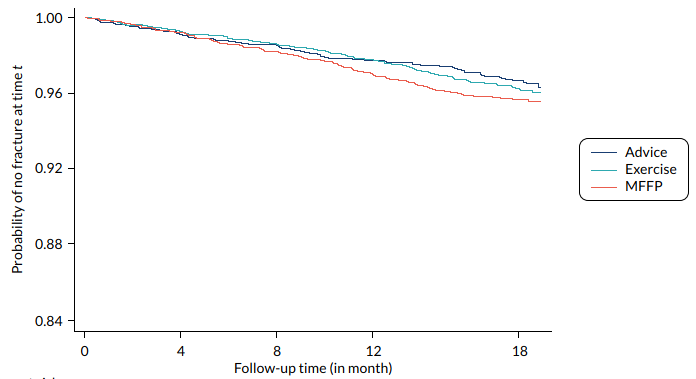 Probability of no fracture at time t
1.00
0.96
0.92
0.88
0.84
0 4 8 12 18
Follow-up time (in month)
Advice
Exercise
MFFP